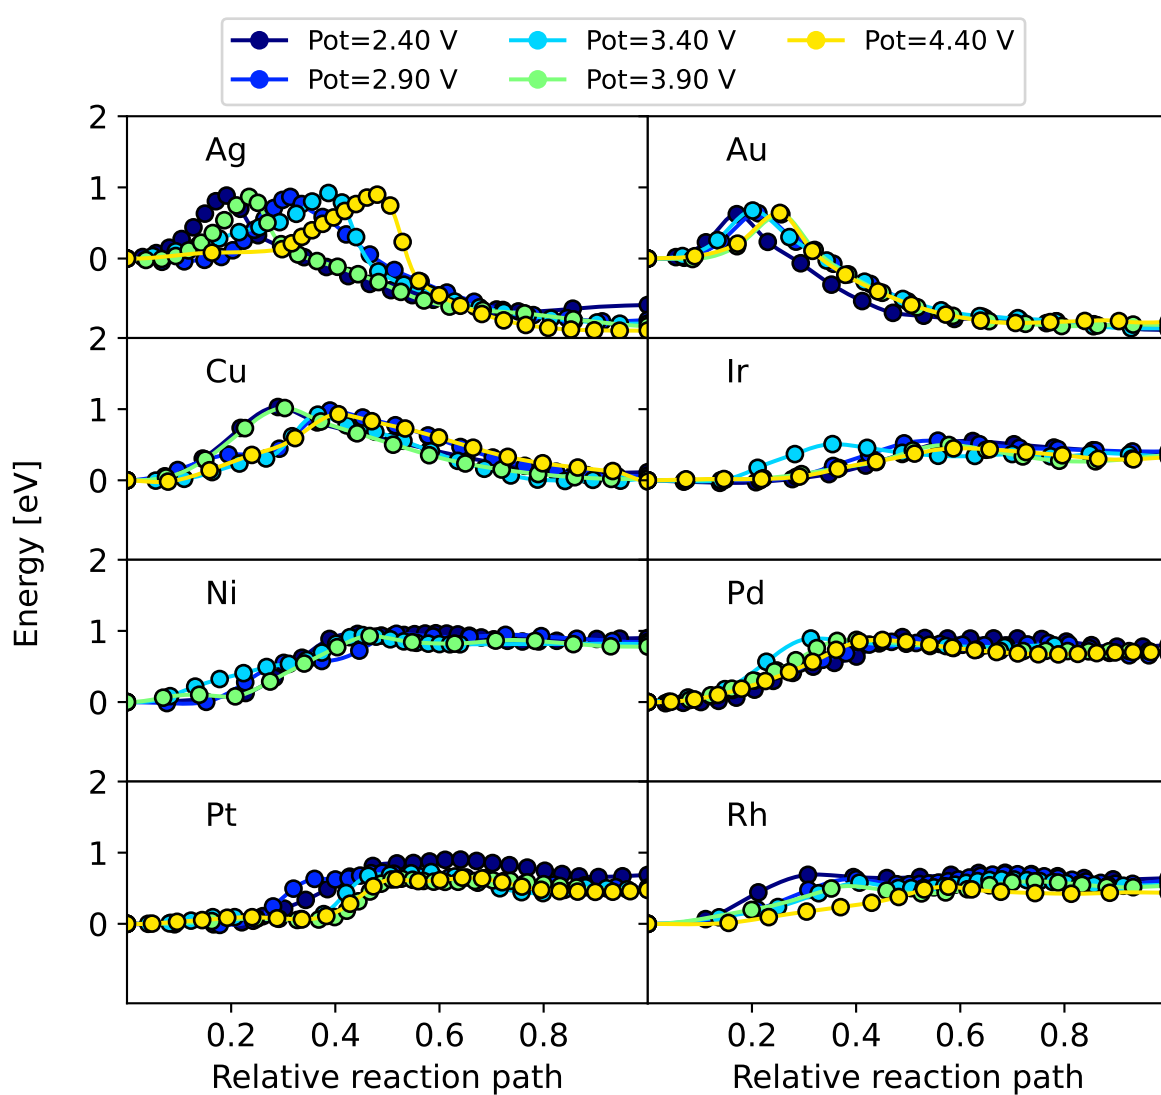 Pot=2.40 V Pot=3.40 V Pot=4.40 V
Pot=2.90 V Pot=3.90 V
2
Ag Au
1
0
2
Cu Ir
1
0
Energy [eV]
2
Ni Pd
1
0
2
Pt Rh
1
0
0.2 0.4 0.6 0.8 0.2 0.4 0.6 0.8
Relative reaction path Relative reaction path